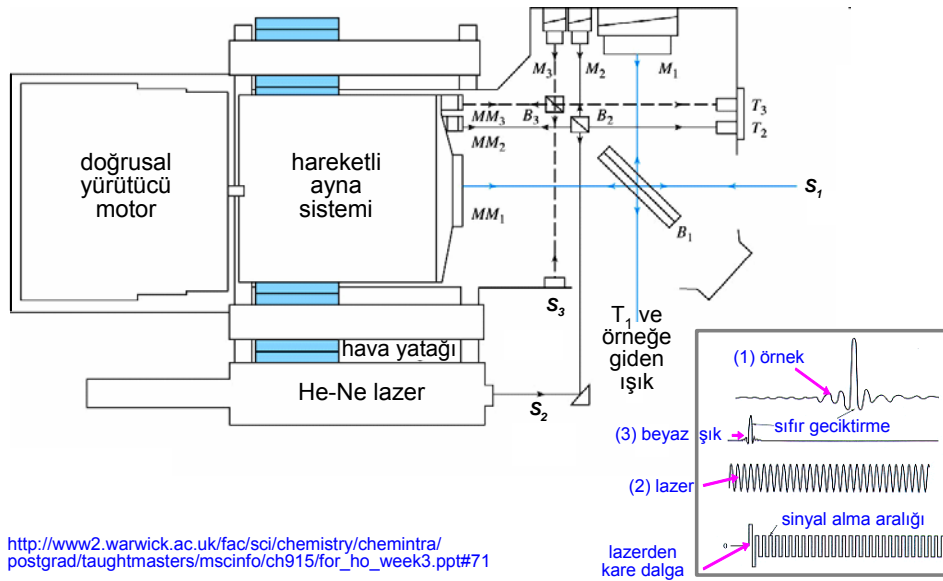 M3
M2
M1
T3
T2
MM3
B3
B2
MM2
doğrusal
yürütücü
motor
hareketli
ayna
sistemi
MM1
S1
B1
S3
T1 ve
örneğe
giden
ışık
hava yatağı
He-Ne lazer
S2
(1) örnek
sıfır geciktirme
(3) beyaz şık
(2) lazer
sinyal alma aralığı
0
lazerden
kare dalga
http://www2.warwick.ac.uk/fac/sci/chemistry/chemintra/
postgrad/taughtmasters/mscinfo/ch915/for_ho_week3.ppt#71